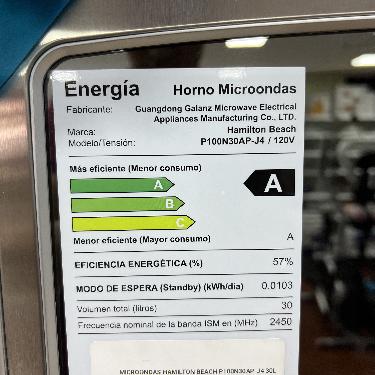 Energía Horno Microondas
Fabricante: Guangdong Galanz Microwave Electrical
Appliances Manufacturing Co., LTD.
Marca: Hamilton Beach
Modelo/Tensión: P100N30AP-J4 / 120V
Más eficiente (Menor consumo)
A
A
B
C
Menor eficiente (Mayor consumo) A
EFICIENCIA ENERGÉTICA (%) 57%
MODO DE ESPERA (Standby) (kWh/día) 0.0103
Volumen total (litros) 30
Frecuencia nominal de la banda ISM en (MHz) 2450
MICROONDAS HAMILTON BEACH P100N30AP-J4 30L